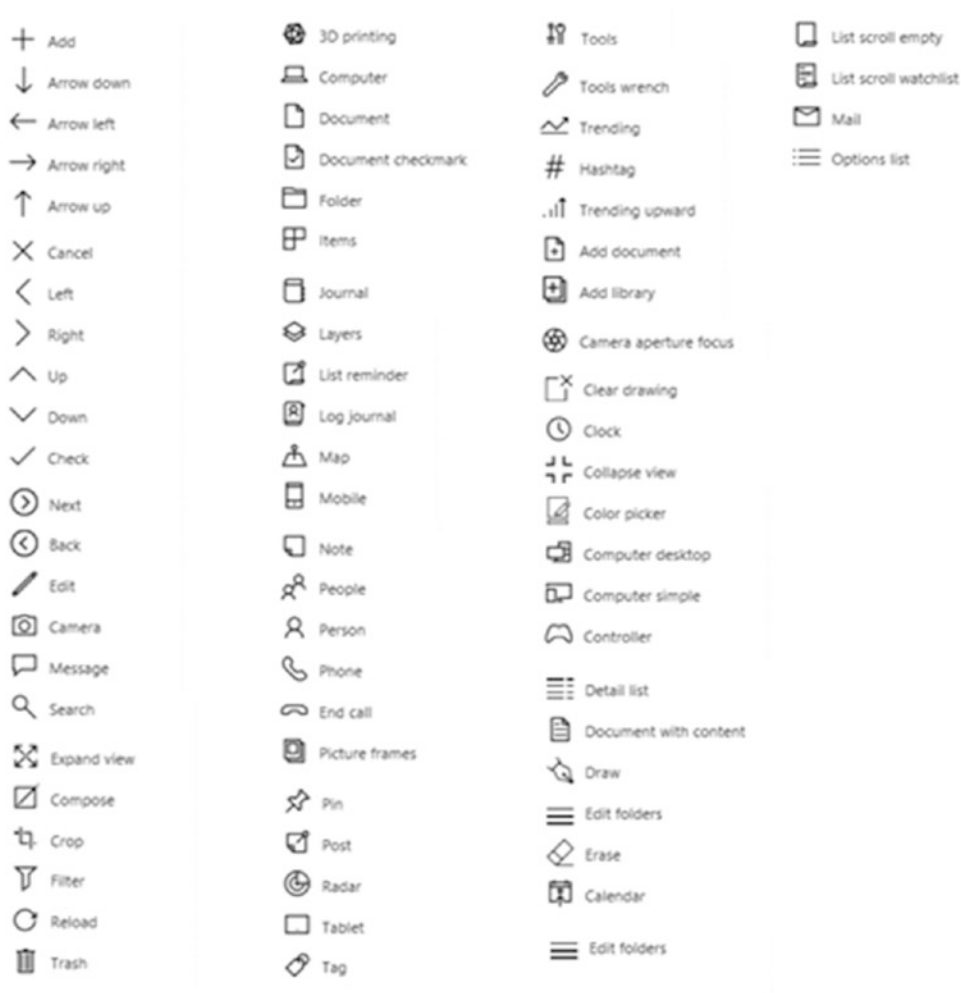 Add
Arrow down
Arrow left
Arrow right
Arrow up
Cancel
Left
Right
Up
Down
Check
Next
Back
Edit
Camera
Message
Search
Expand view
Compose
Crop
Filter
Reload
Trash
3D printing
Computer
Document
Document checkmark
Folder
Items
Journal
Layers
List reminder
Log journal
Map
Mobile
Note
People
Person
Phone
End call
Picture frames
Pin
Post
Radar
Tablet
Tag
Tools
Tools wrench
Trending
Hashtag
Trending upward
Add document
Add library
Camera aperture focus
Clear drawing
Clock
Collapse view
Color picker
Computer desktop
Computer simple
Controller
Detail list
Document with content
Draw
Edit folders
Erase
Calendar
Edit folders
List scroll empty
List scroll watchlist
Mail
Options list